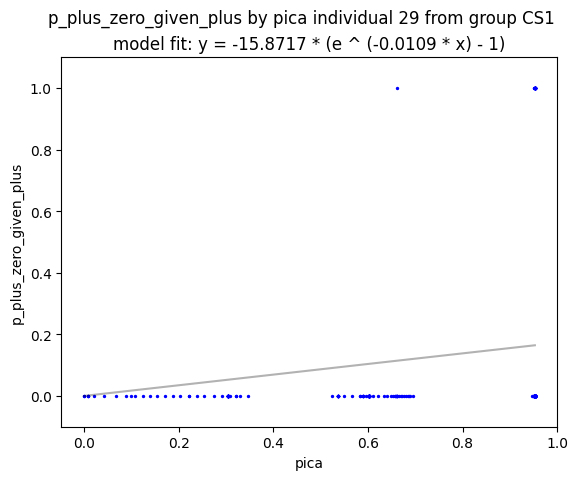 p_plus_zero_given_plus by pica individual 29 from group CS1
model fit: y = -15.8717 * (e ^ (-0.0109 * x) - 1)
p_plus_zero_given_plus
1.0
0.8
0.6
0.4
0.2
0.0
0.0 0.2 0.4 0.6 0.8 1.0
pica